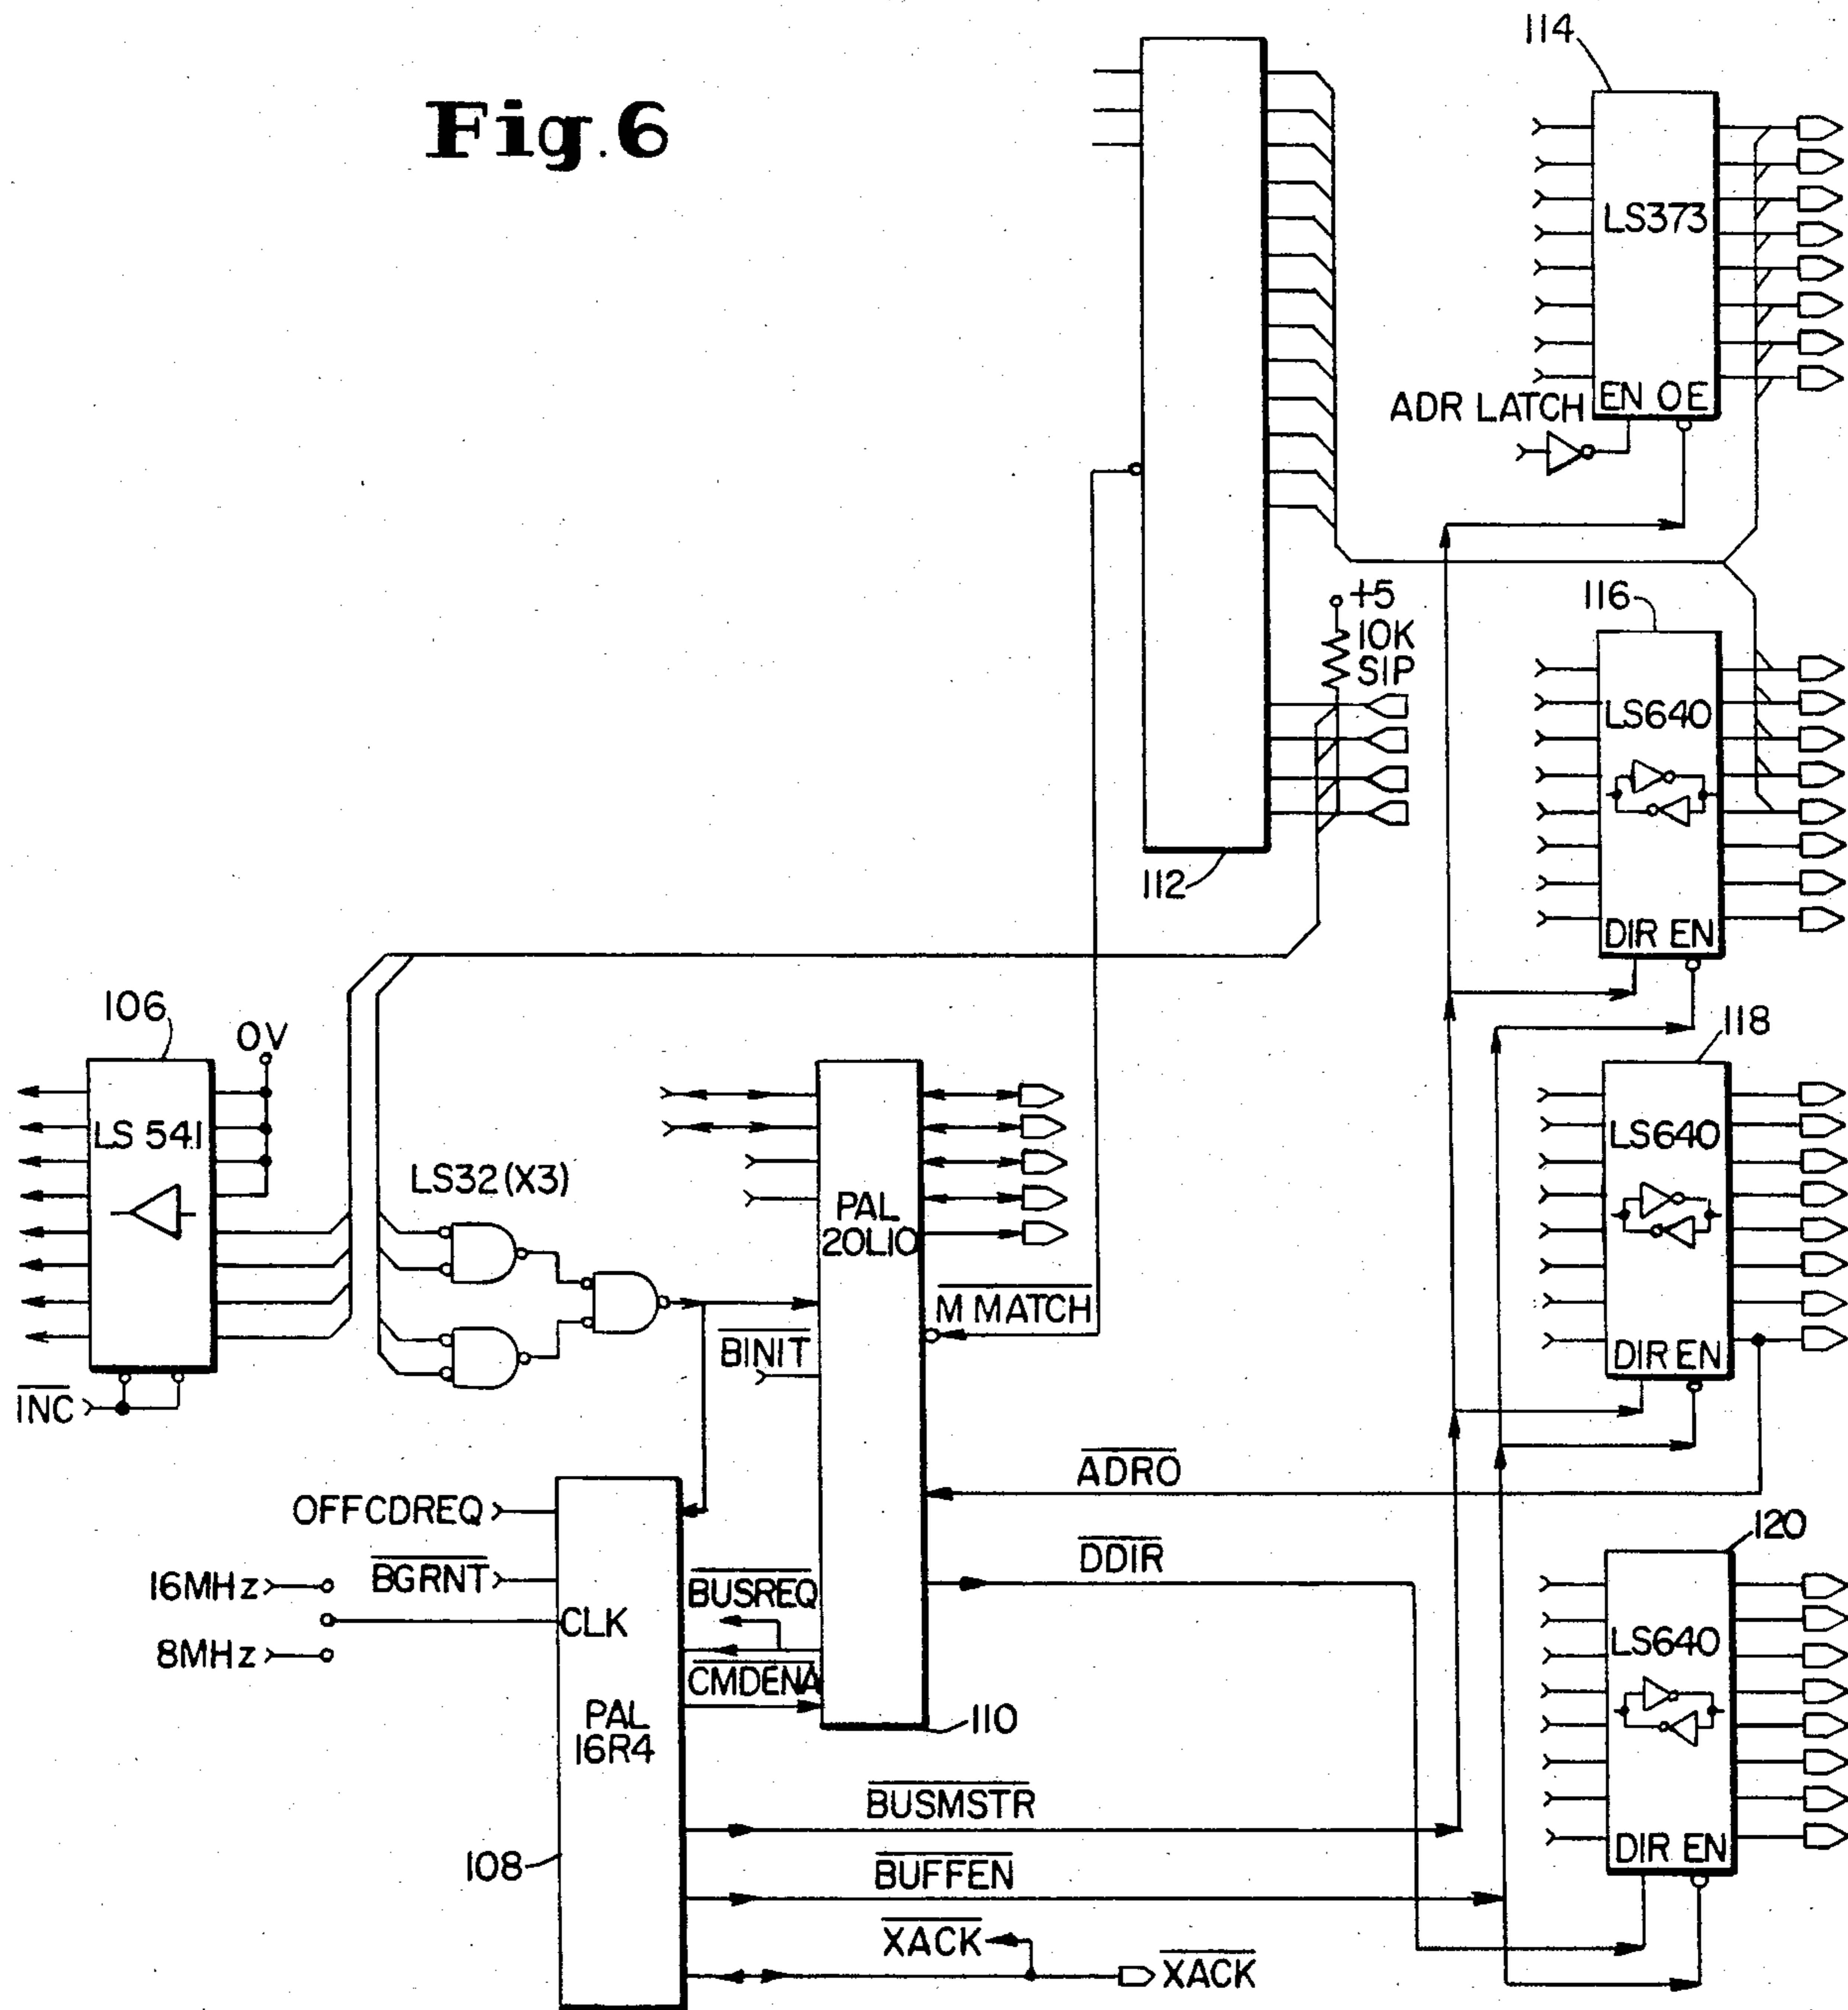 Fig.6
114
LS373
EN OE
ADR LATCH
+5
10K
SIP
116
LS640
DIR EN
112
106
0V
LS 541
INC
118
LS640
DIR EN
LS32 (X3)
PAL
20L10
M MATCH
BINIT
ADRO
DDIR
OFFCDREQ
BGRNT
16MHz
CLK
8MHz
BUSREQ
CMDENA
PAL
16R4
110
120
LS640
DIR EN
BUSMSTR
108
BUFFEN
XACK
XACK